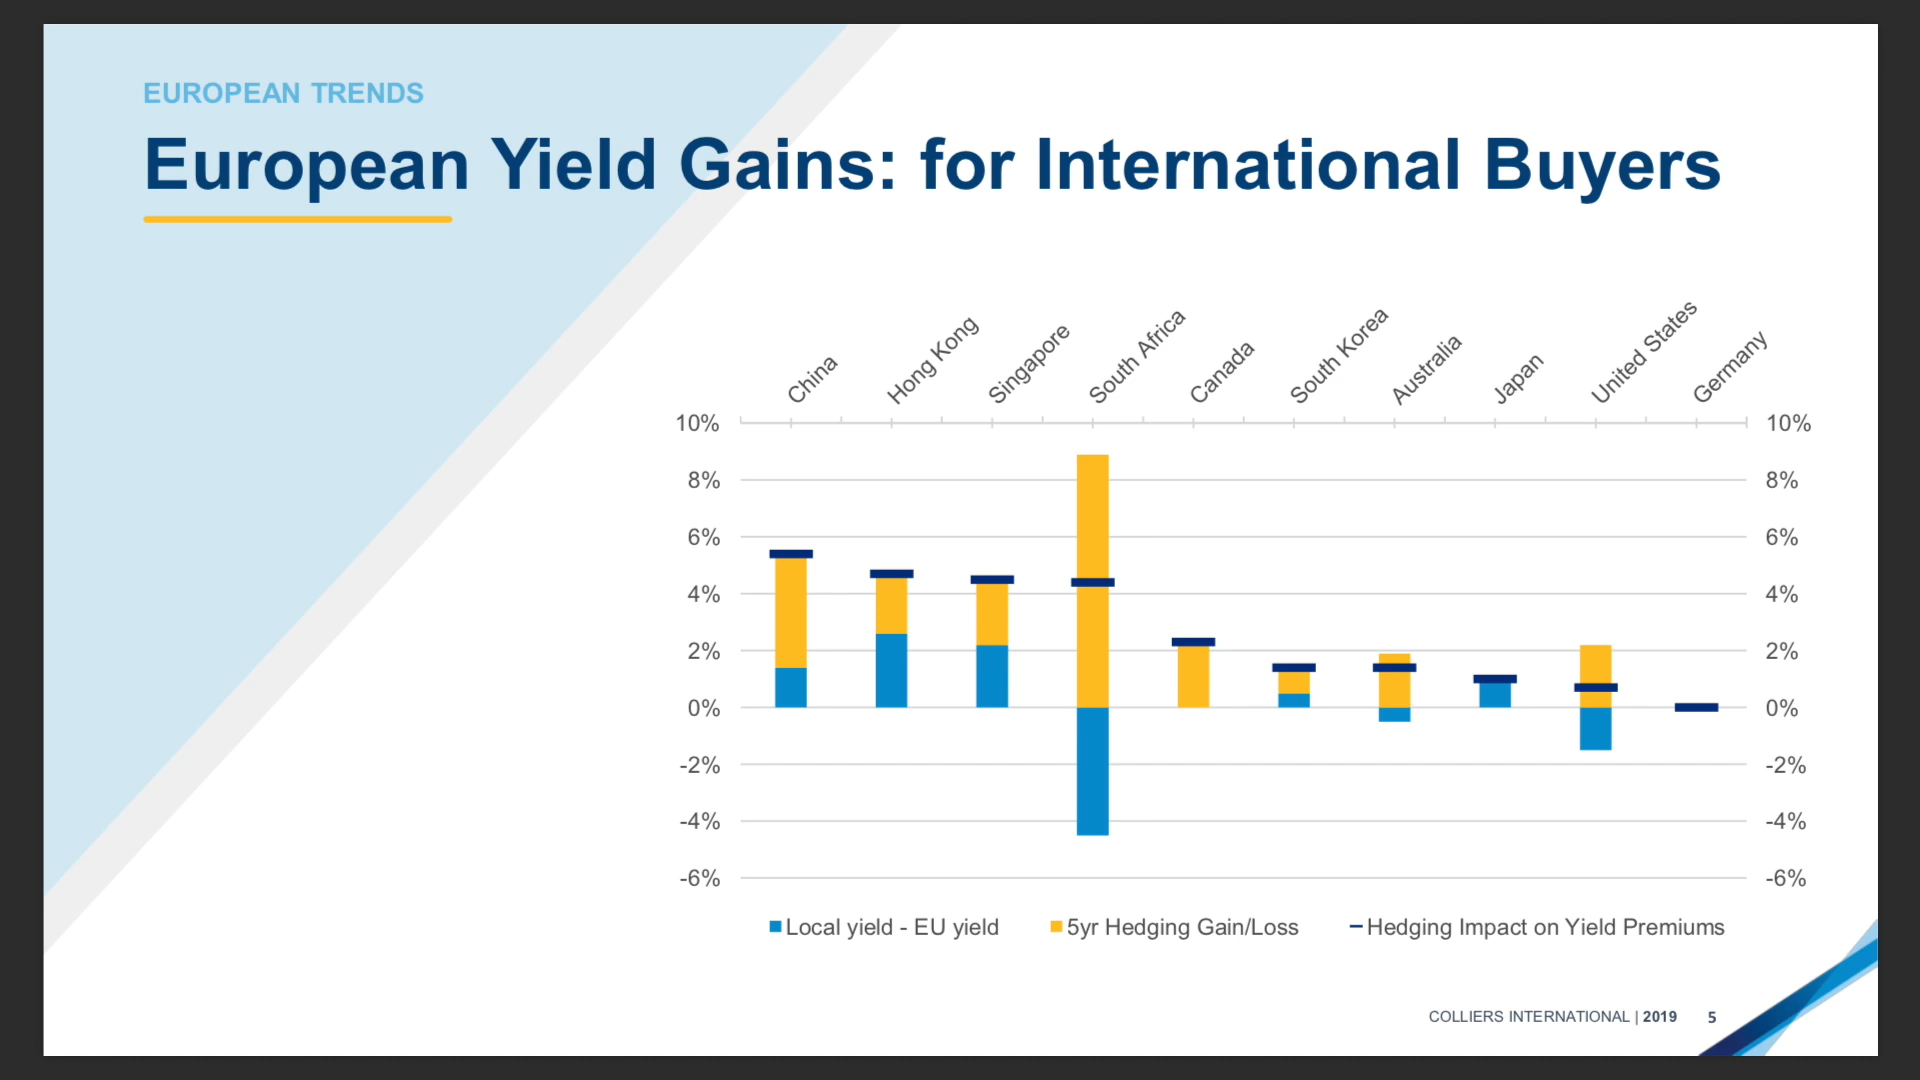 EUROPEAN TRENDS
European Yield Gains: for International Buyers
China Hong Kong Singapore South Africa Canada South Korea Australia Japan United States Germany
10% 10%
8% 8%
6% 6%
4% 4%
2% 2%
0% 0%
-2% -2%
-4% -4%
-6% -6%
Local yield - EU yield 5yr Hedging Gain/Loss Hedging Impact on Yield Premiums
COLLIERS INTERNATIONAL | 2019 5